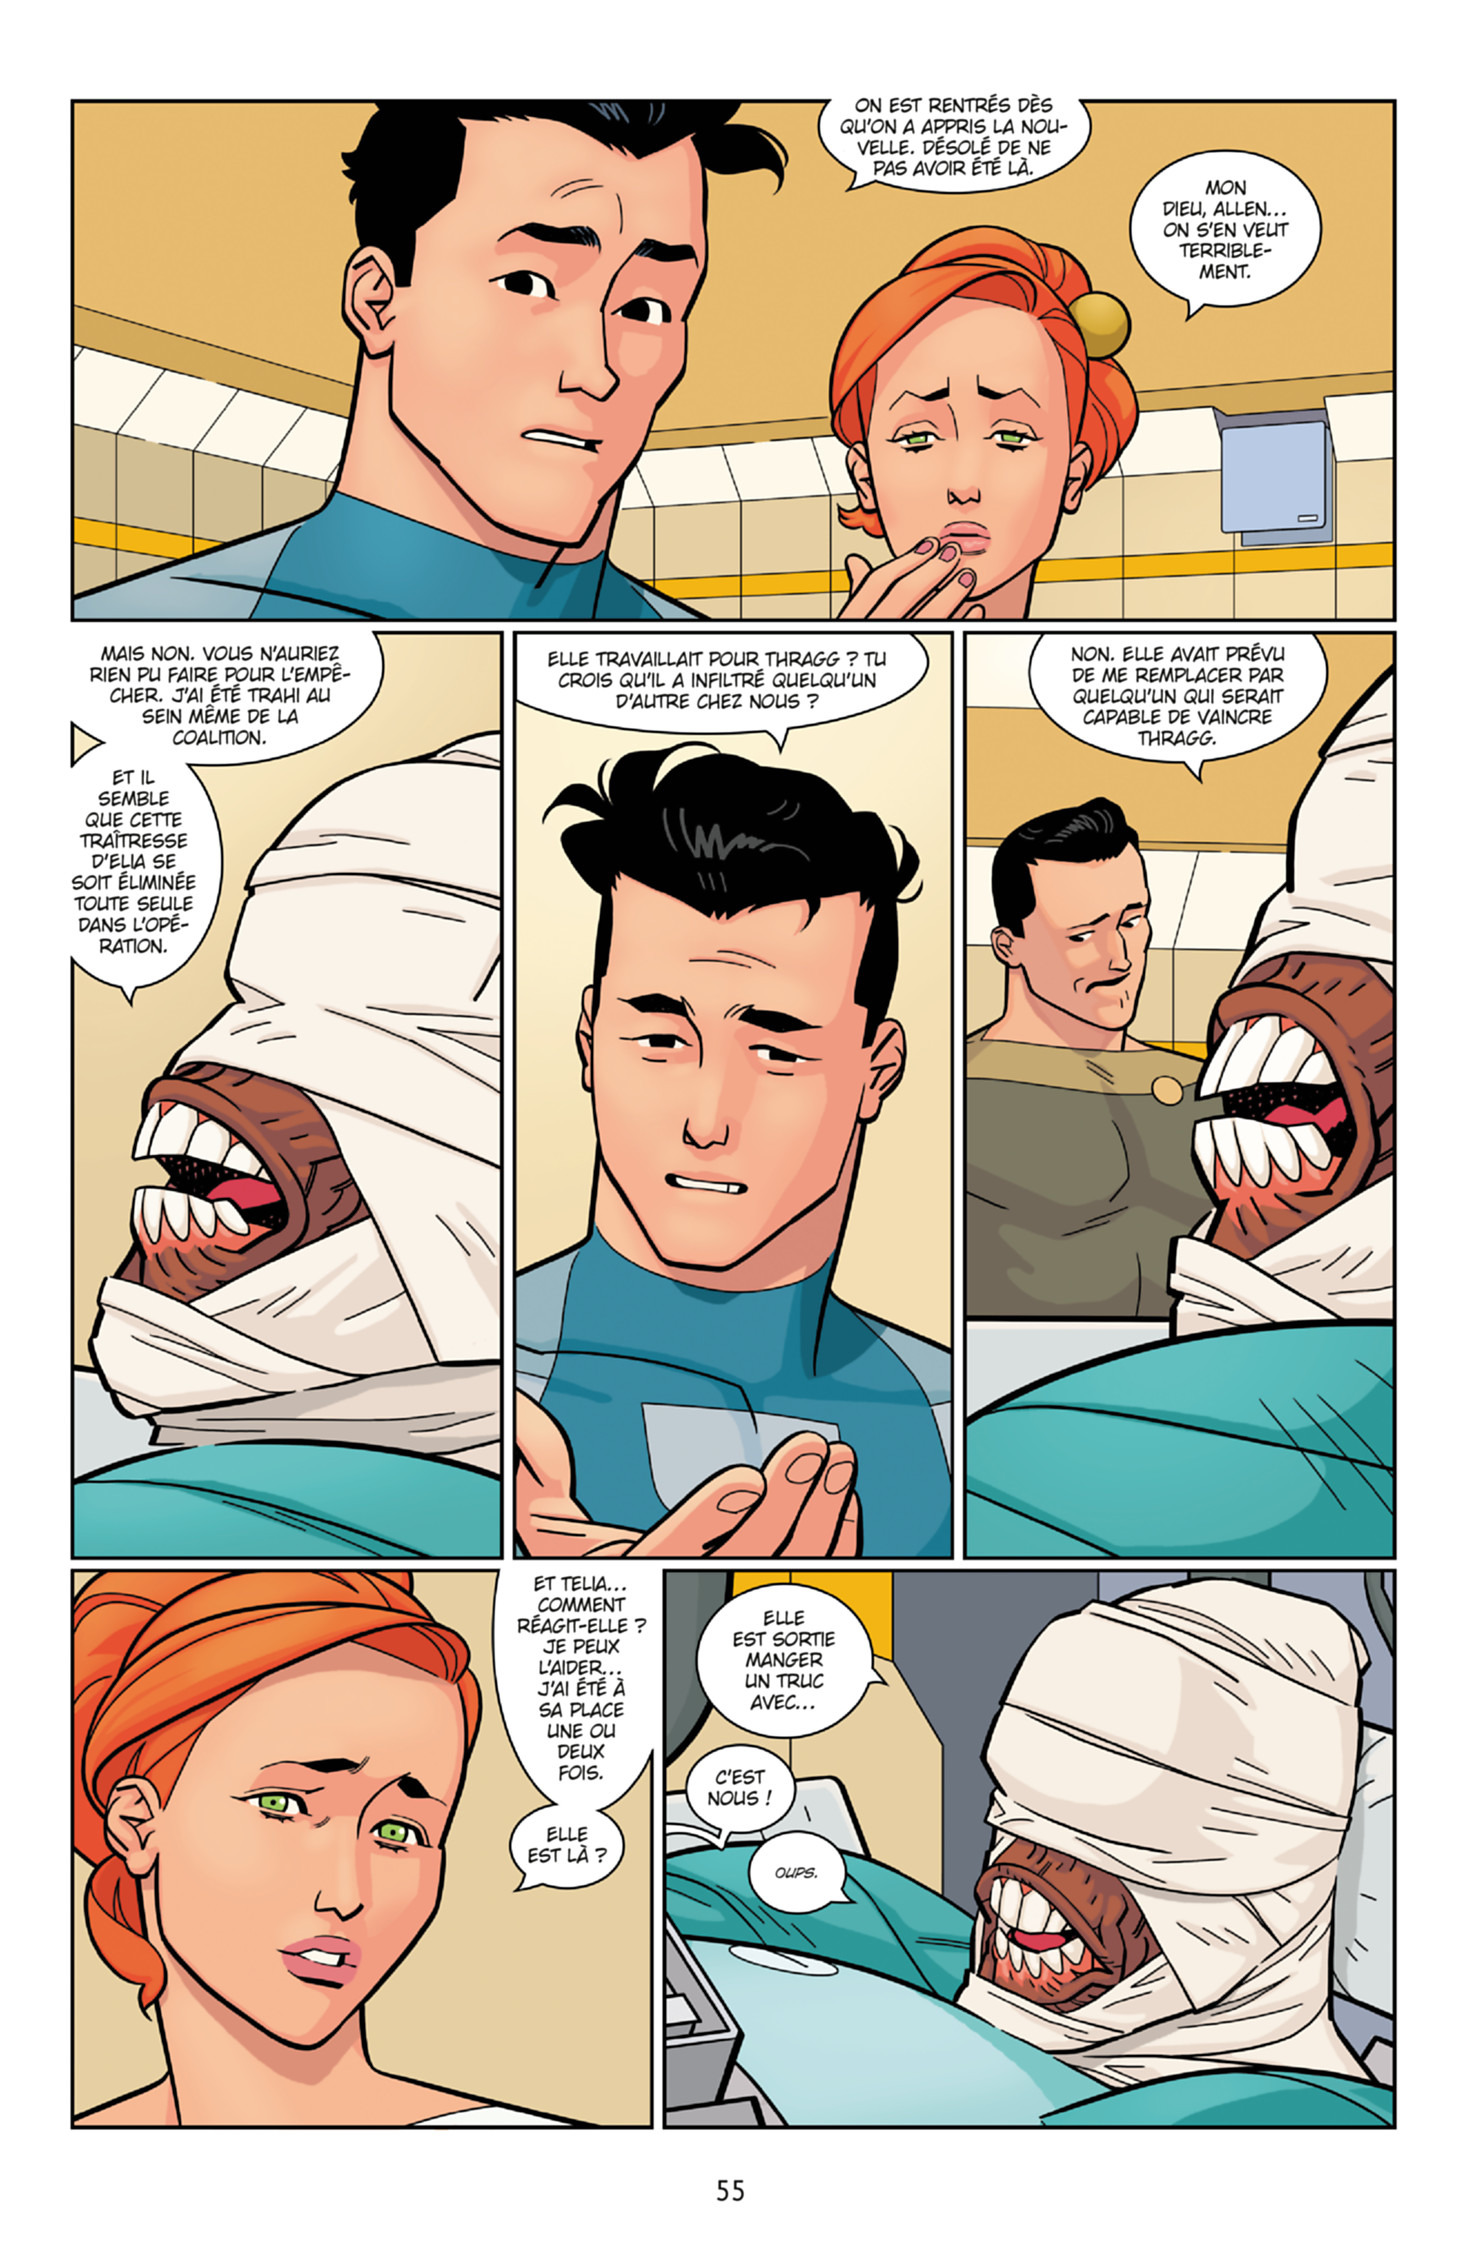 ON EST RENTRÉS DÈS
QU'ON A APPRIS LA NOU-
VELLE. DÉSOLÉ DE NE
PAS AVOIR ÉTÉ LÀ.
MON
DIEU, ALLEN...
ON S'EN VEUT
TERRIBLE-
MENT.
MAIS NON. VOUS N'AURIEZ
RIEN PU FAIRE POUR L'EMPÊ-
CHER. J'AI ÉTÉ TRAHI AU
SEIN MÊME DE LA
COALITION.
ET IL
SEMBLE
QUE CETTE
TRAÎTRESSE
D'ELIA SE
SOIT ÉLIMINÉE
TOUTE SEULE
DANS L'OPÉ-
RATION.
ELLE TRAVAILLAIT POUR THRAGG ? TU
CROIS QU'IL A INFILTRÉ QUELQU'UN
D'AUTRE CHEZ NOUS ?
NON. ELLE AVAIT PRÉVU
DE ME REMPLACER PAR
QUELQU'UN QUI SERAIT
CAPABLE DE VAINCRE
THRAGG.
ET TELIA...
COMMENT
RÉAGIT-ELLE ?
JE PEUX
L'AIDER...
J'AI ÉTÉ À
SA PLACE
UNE OU
DEUX
FOIS.
ELLE
EST LÀ ?
ELLE
EST SORTIE
MANGER
UN TRUC
AVEC...
C'EST
NOUS !
OUPS.
55